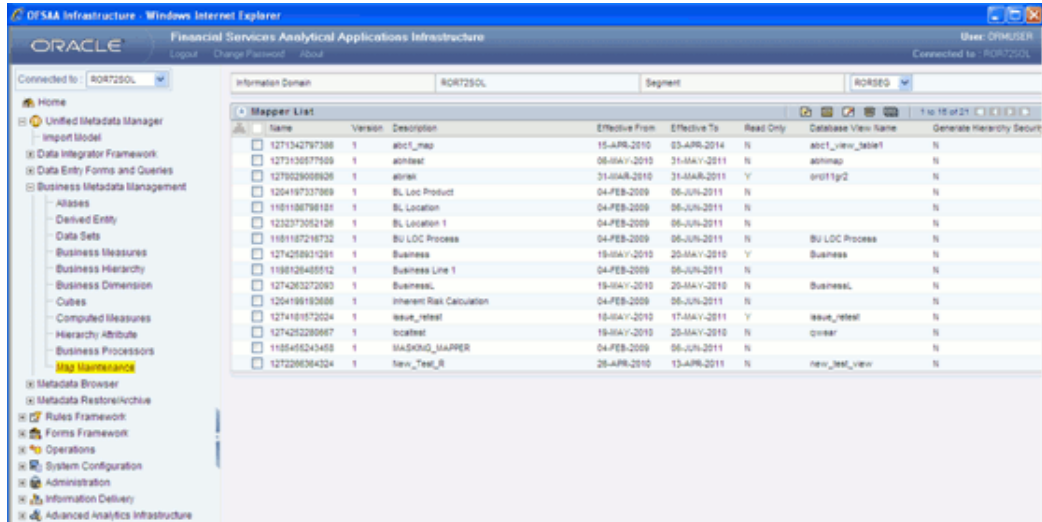 OFSAA Infrastructure - Windows Internet Explorer
ORACLE
Financial Services Analytical Applications Infrastructure
Logout Change Password About
User: ORMUSER
Connected to : ROR72SOL
Connected to : ROR72SOL
Information Domain ROR72SOL Segment RORSEG
Home
Unified Metadata Manager
Import Model
Data Integrator Framework
Data Entry Forms and Queries
Business Metadata Management
Aliases
Derived Entity
Data Sets
Business Measures
Business Hierarchy
Business Dimension
Cubes
Computed Measures
Hierarchy Attribute
Business Processors
Map Maintenance
Metadata Browser
Metadata Restore/Archive
Rules Framework
Forms Framework
Operations
System Configuration
Administration
Information Delivery
Advanced Analytics Infrastructure
Mapper List 1 to 15 of 21
Name Version Description Effective From Effective To Read Only Database View Name Generate Hierarchy Securit
1271342797386 1 abc1_map 15-APR-2010 03-APR-2014 N abc1_view_table1 N
1273130577509 1 abhitest 06-MAY-2010 31-MAY-2011 N abhimap N
1270029008926 1 abrisk 31-MAR-2010 31-MAR-2011 Y orcl11gr2 N
1204197337869 1 BL Loc Product 04-FEB-2009 06-JUN-2011 N N
1181186798181 1 BL Location 04-FEB-2009 06-JUN-2011 N N
1232373052126 1 BL Location 1 04-FEB-2009 06-JUN-2011 N N
1181187216732 1 BU LOC Process 04-FEB-2009 06-JUN-2011 N BU LOC Process N
1274258931291 1 Business 19-MAY-2010 20-MAY-2010 Y Business N
1198126485512 1 Business Line 1 04-FEB-2009 06-JUN-2011 N N
1274263272093 1 BusinessL 19-MAY-2010 20-MAY-2010 N BusinessL N
1204198193688 1 Inherent Risk Calculation 04-FEB-2009 06-JUN-2011 N N
1274181572024 1 issue_retest 18-MAY-2010 17-MAY-2011 Y issue_retest N
1274252280667 1 localtest 19-MAY-2010 20-MAY-2010 N qwear N
1185455243458 1 MASKING_MAPPER 04-FEB-2009 06-JUN-2011 N N
1272266364324 1 New_Test_R 26-APR-2010 13-APR-2011 N new_test_view N